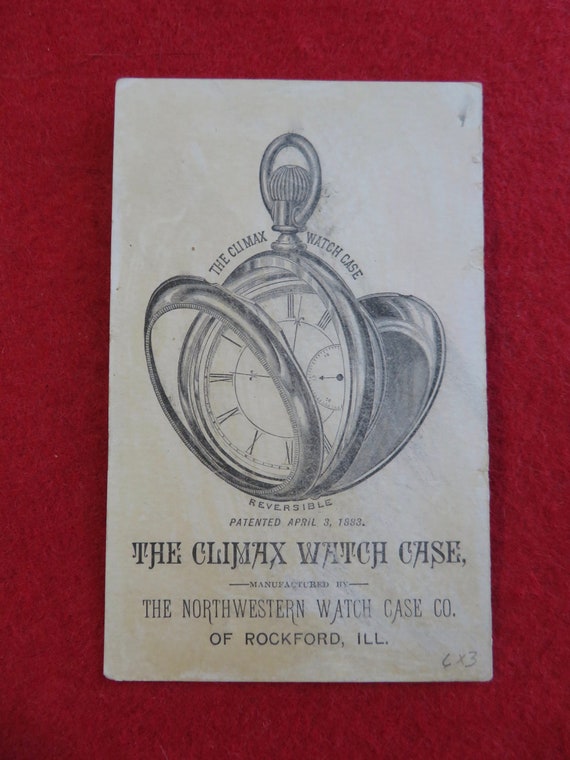 THE CLIMAX WATCH CASE
REVERSIBLE
PATENTED APRIL 3, 1883.
THE CLIMAX WATCH CASE,
MANUFACTURED BY
THE NORTHWESTERN WATCH CASE CO.
OF ROCKFORD, ILL.
6x3